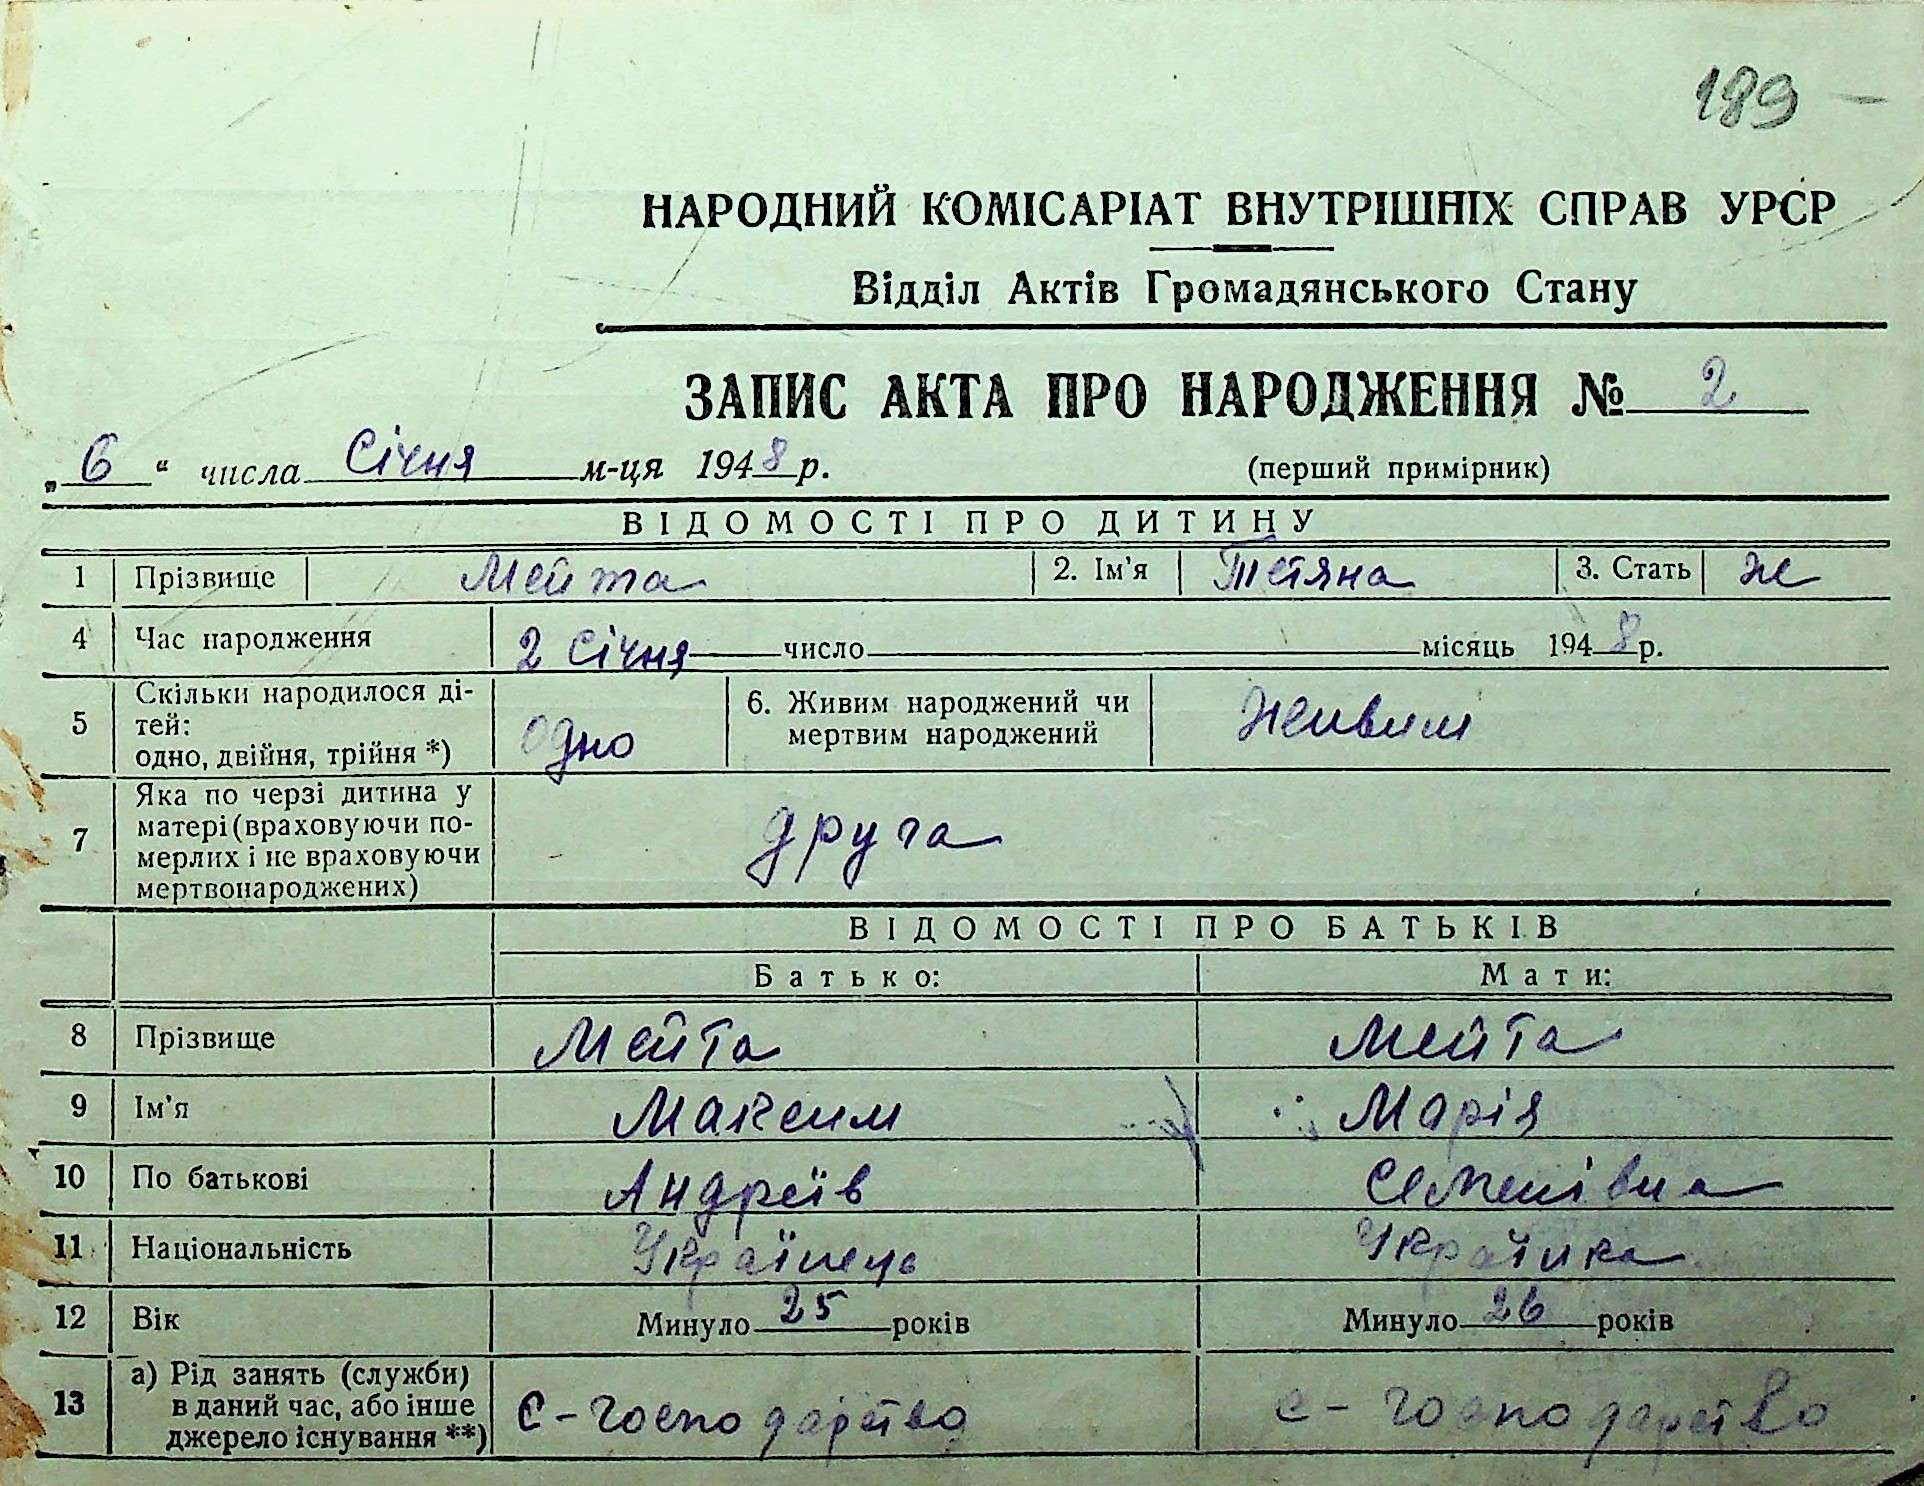 189 -
НАРОДНИЙ КОМІСАРІАТ ВНУТРІШНІХ СПРАВ УРСР
Відділ Актів Громадянського Стану
ЗАПИС АКТА ПРО НАРОДЖЕННЯ № 2
„6“ числа Січня м-ця 1948 р.
(перший примірник)
ВІДОМОСТІ ПРО ДИТИНУ
1 Прізвище Мейта 2. Ім'я Тетяна 3. Стать ж
4 Час народження 2 Січня число місяць 1948 р.
5 Скільки народилося ді-
тей:
одно, двійня, трійня *) одно 6. Живим народжений чи
мертвим народжений Живим
7 Яка по черзі дитина у
матері (враховуючи по-
мерлих і не враховуючи
мертвонароджених) друга
ВІДОМОСТІ ПРО БАТЬКІВ
Батько: Мати:
8 Прізвище Мейта Мейта
9 Ім'я Максим Марія
10 По батькові Андреїв Семенівна
11 Національність Українець Українка
12 Вік Минуло 25 років Минуло 26 років
13 а) Рід занять (служби)
в даний час, або інше
джерело існування **) с-господарство с-господарство